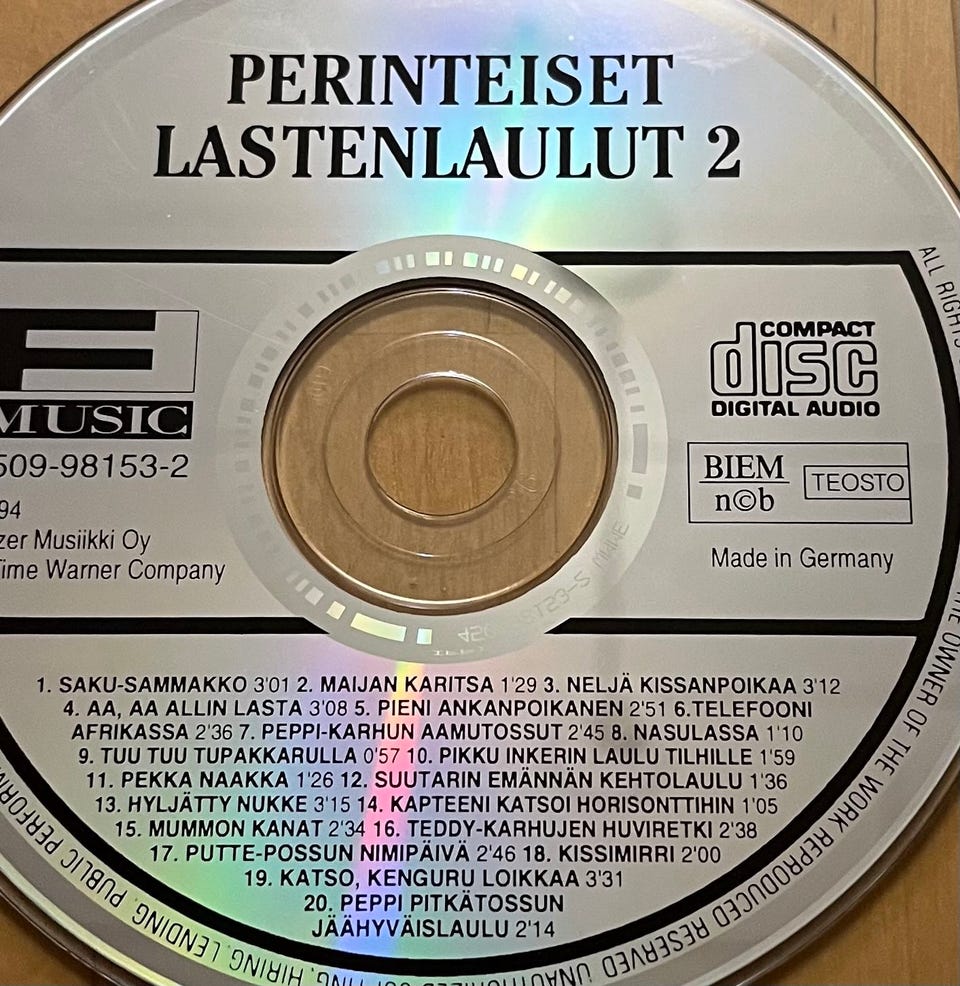 PERINTEISET
LASTENLAULUT 2
F
MUSIC
509-98153-2
94
zer Musiikki Oy
Time Warner Company
COMPACT
disc
DIGITAL AUDIO
BIEM
n©b
TEOSTO
Made in Germany
1. SAKU-SAMMAKKO 3'01 2. MAIJAN KARITSA 1'29 3. NELJÄ KISSANPOIKAA 3'12
4. AA, AA ALLIN LASTA 3'08 5. PIENI ANKANPOIKANEN 2'51 6.TELEFOONI
AFRIKASSA 2'36 7. PEPPI-KARHUN AAMUTOSSUT 2'45 8. NASULASSA 1'10
9. TUU TUU TUPAKKARULLA 0'57 10. PIKKU INKERIN LAULU TILHILLE 1'59
11. PEKKA NAAKKA 1'26 12. SUUTARIN EMÄNNÄN KEHTOLAULU 1'36
13. HYLJÄTTY NUKKE 3'15 14. KAPTEENI KATSOI HORISONTTIHIN 1'05
15. MUMMON KANAT 2'34 16. TEDDY-KARHUJEN HUVIRETKI 2'38
17. PUTTE-POSSUN NIMIPÄIVÄ 2'46 18. KISSIMIRRI 2'00
19. KATSO, KENGURU LOIKKAA 3'31
20. PEPPI PITKÄTOSSUN
JÄÄHYVÄISLAULU 2'14
ALL RIGHTS
THE OWNER OF THE WORK REPRODUCED RESERVED UNAUTHORIZED
HIRING, LENDING, PUBLIC PERFORM